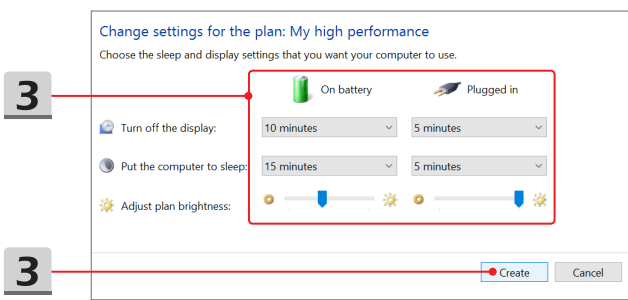 Change settings for the plan: My high performance
Choose the sleep and display settings that you want your computer to use.
3
On battery Plugged in
Turn off the display: 10 minutes 5 minutes
Put the computer to sleep: 15 minutes 5 minutes
Adjust plan brightness:
3
Create Cancel